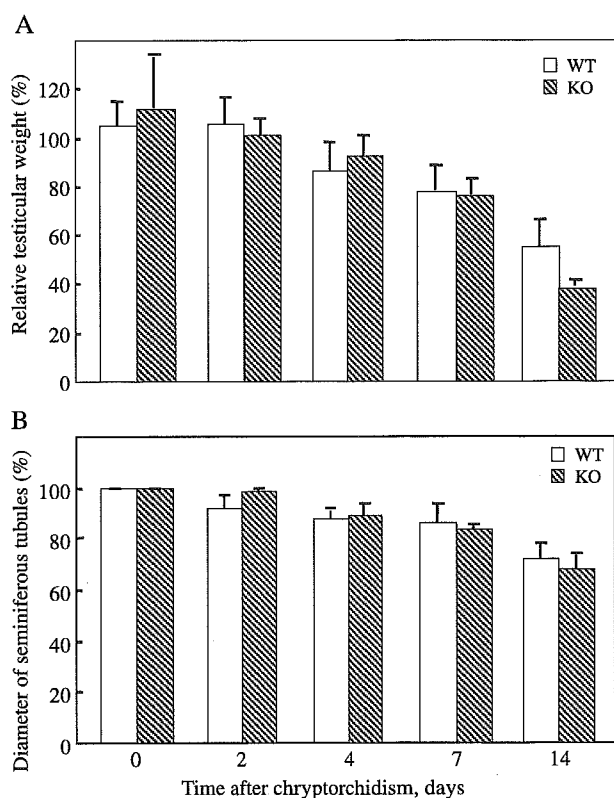 A
Relative testitcular weight (%)
120
100
80
60
40
20
0
WT
KO
B
Diameter of seminiferous tubules (%)
100
80
60
40
20
0
WT
KO
0 2 4 7 14
Time after chryptorchidism, days